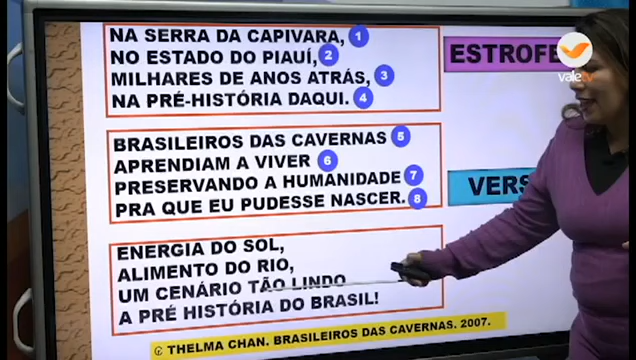 NA SERRA DA CAPIVARA, 1
NO ESTADO DO PIAUÍ, 2
MILHARES DE ANOS ATRÁS, 3
NA PRÉ-HISTÓRIA DAQUI. 4
BRASILEIROS DAS CAVERNAS 5
APRENDIAM A VIVER 6
PRESERVANDO A HUMANIDADE 7
PRA QUE EU PUDESSE NASCER. 8
ENERGIA DO SOL,
ALIMENTO DO RIO,
UM CENÁRIO TÃO LINDO
A PRÉ HISTÓRIA DO BRASIL!
THELMA CHAN. BRASILEIROS DAS CAVERNAS. 2007.
ESTROFE
VERS
vale tv